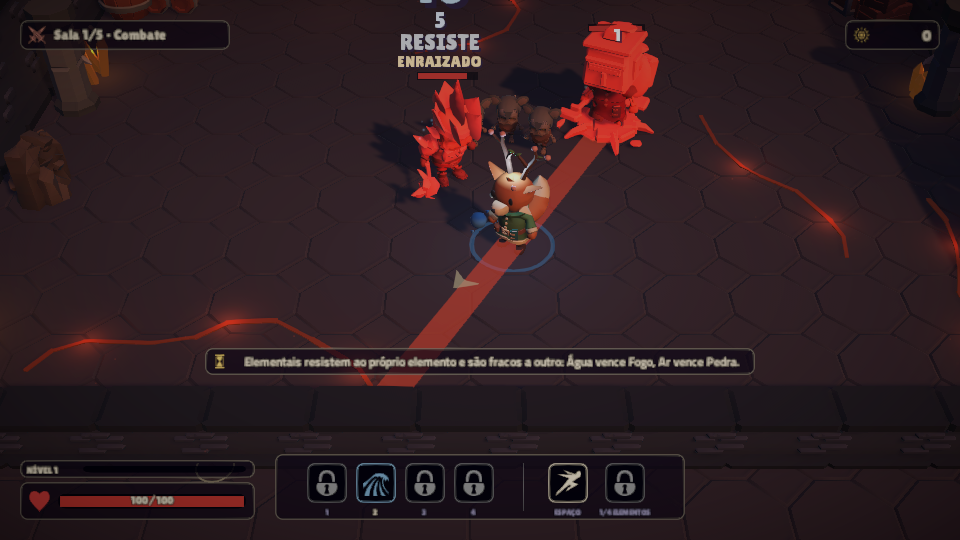 Sala 1/5 - Combate
0
5
RESISTE
ENRAIZADO
1
Elementais resistem ao próprio elemento e são fracos a outro: Água vence Fogo, Ar vence Pedra.
NÍVEL 1
100/100
1
2
3
4
ESPAÇO
1/4 ELEMENTOS